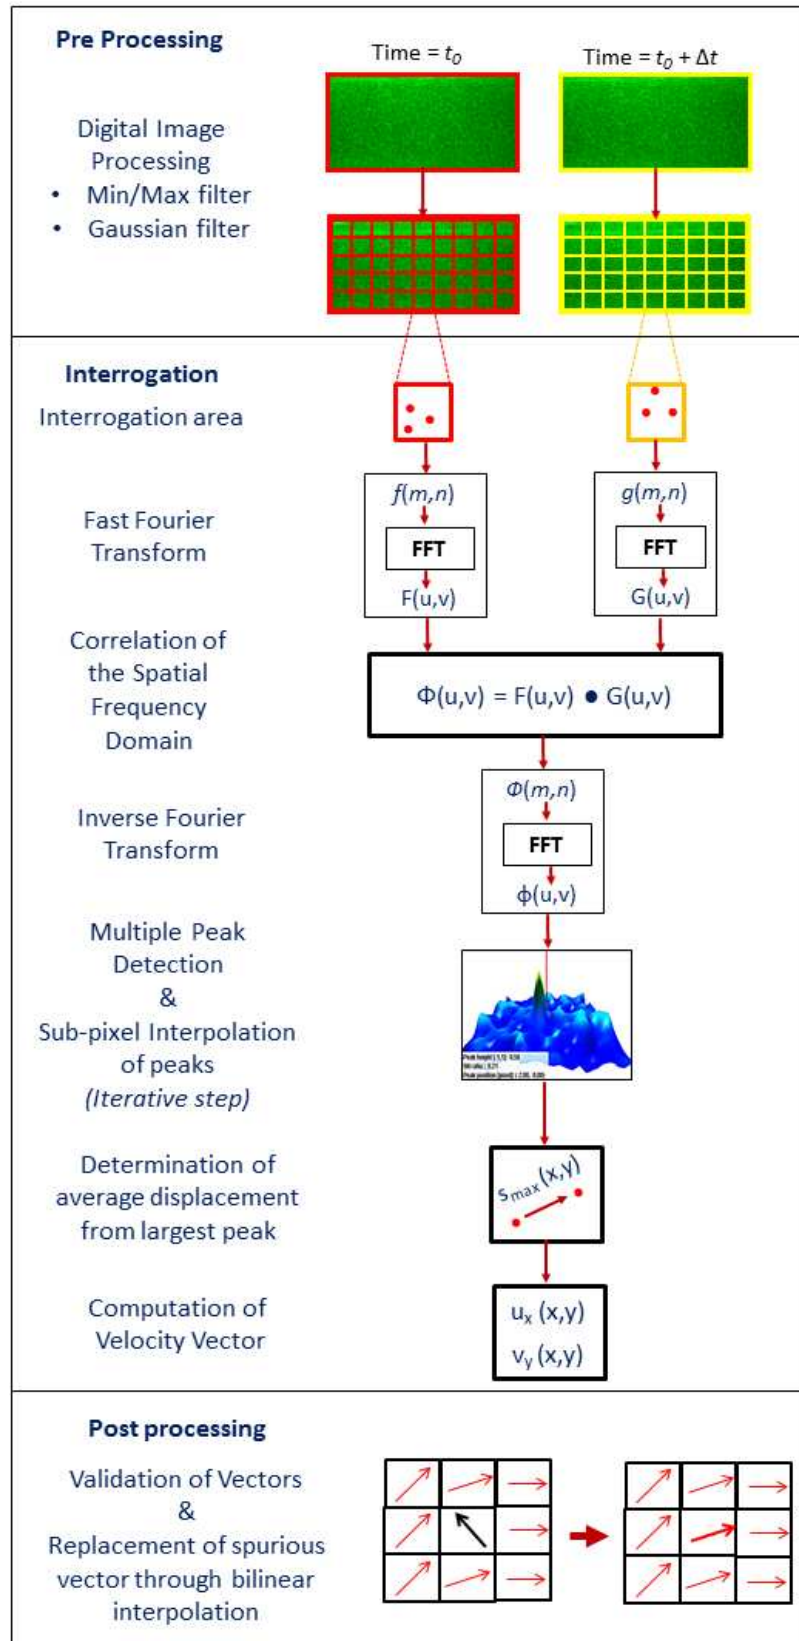 Pre Processing
Time = t₀
Time = t₀ + Δt
Digital Image
Processing
• Min/Max filter
• Gaussian filter
Interrogation
Interrogation area
Fast Fourier
Transform
f(m,n)
FFT
F(u,v)
g(m,n)
FFT
G(u,v)
Correlation of
the Spatial
Frequency
Domain
Φ(u,v) = F(u,v) ● G(u,v)
Inverse Fourier
Transform
Φ(m,n)
FFT
ϕ(u,v)
Multiple Peak
Detection
&
Sub-pixel Interpolation
of peaks
(Iterative step)
Determination of
average displacement
from largest peak
sₘₐₓ(x,y)
Computation of
Velocity Vector
uₓ (x,y)
v_y (x,y)
Post processing
Validation of Vectors
&
Replacement of spurious
vector through bilinear
interpolation